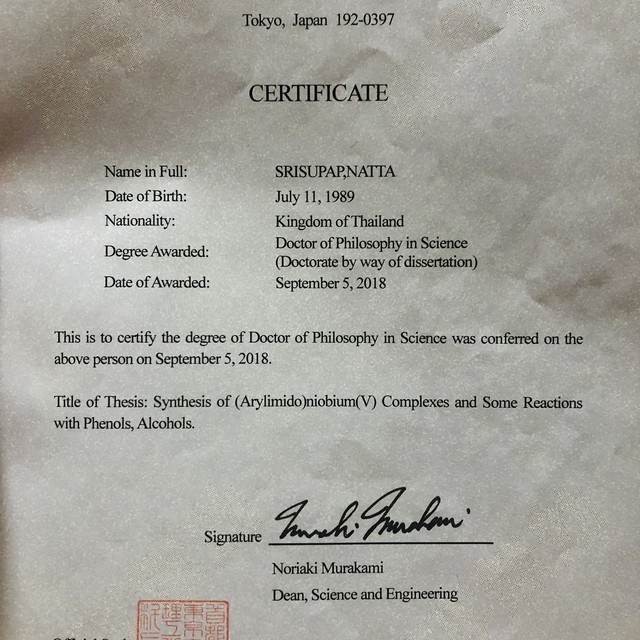 Tokyo, Japan 192-0397
CERTIFICATE
Name in Full: SRISUPAP,NATTA
Date of Birth: July 11, 1989
Nationality: Kingdom of Thailand
Degree Awarded: Doctor of Philosophy in Science
(Doctorate by way of dissertation)
Date of Awarded: September 5, 2018
This is to certify the degree of Doctor of Philosophy in Science was conferred on the
above person on September 5, 2018.
Title of Thesis: Synthesis of (Arylimido)niobium(V) Complexes and Some Reactions
with Phenols, Alcohols.
Signature
Noriaki Murakami
Dean, Science and Engineering